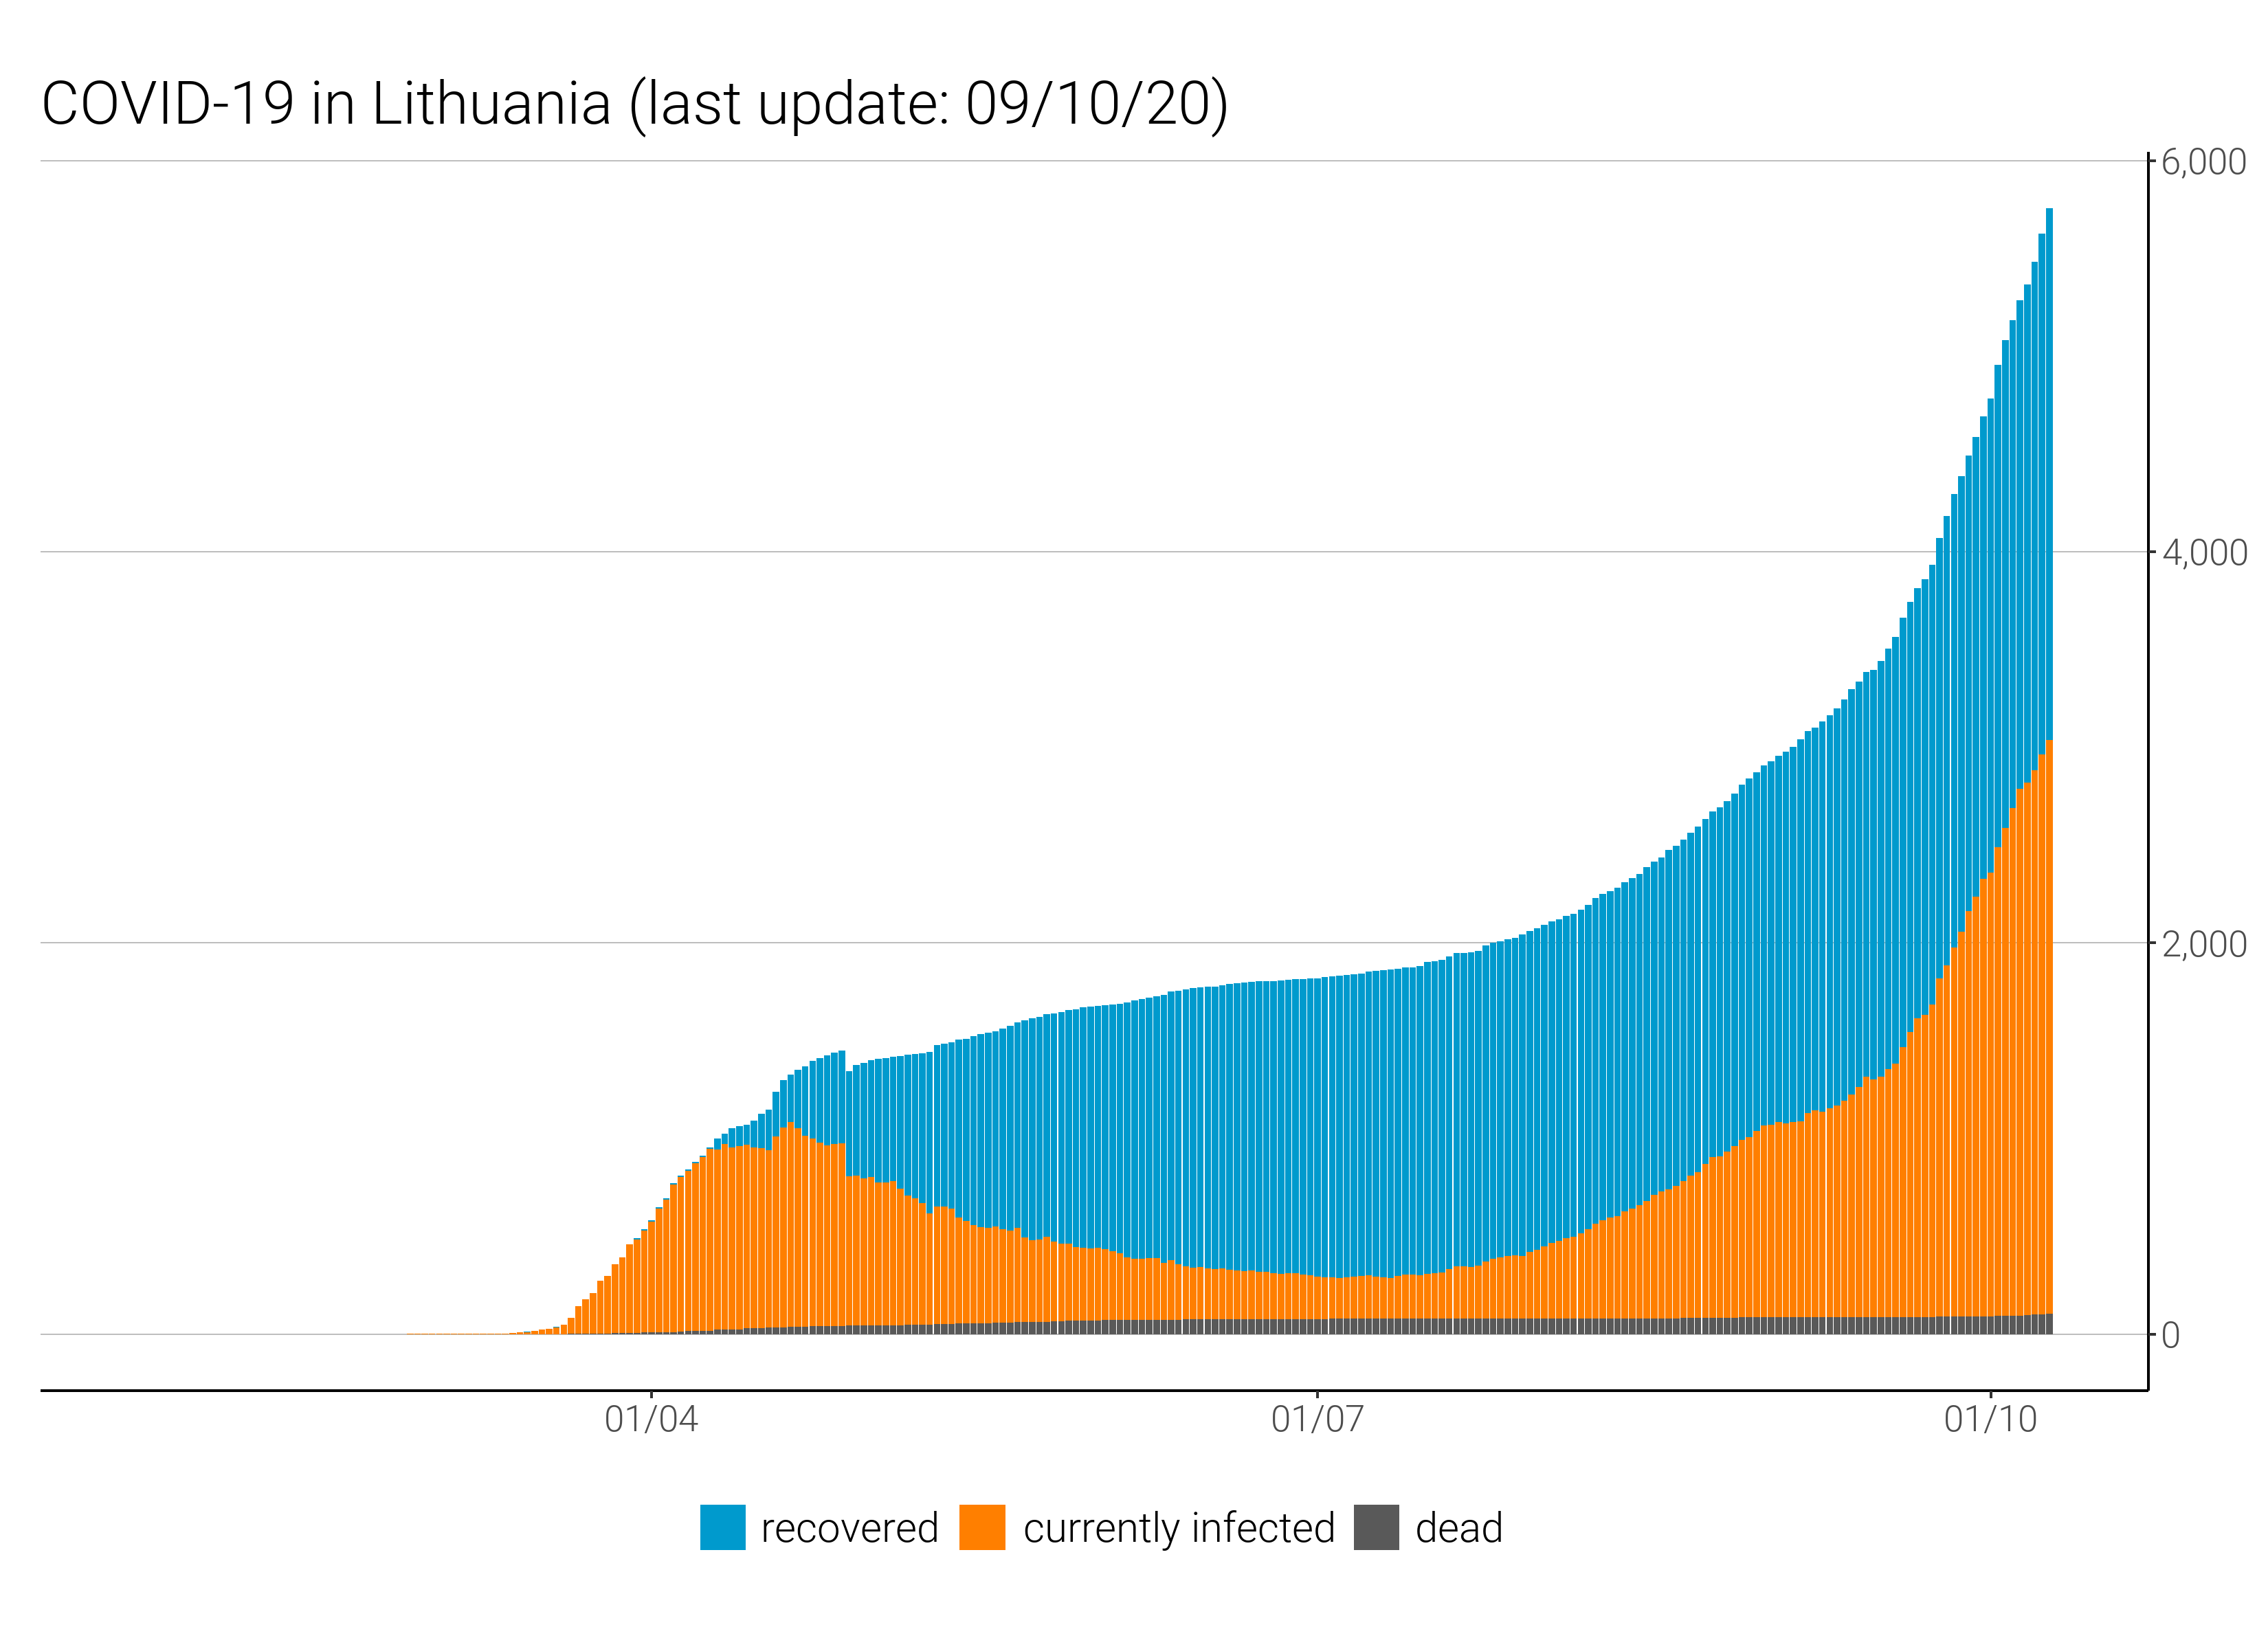 COVID-19 in Lithuania (last update: 09/10/20)
6,000
4,000
2,000
0
01/04 01/07 01/10
recovered currently infected dead